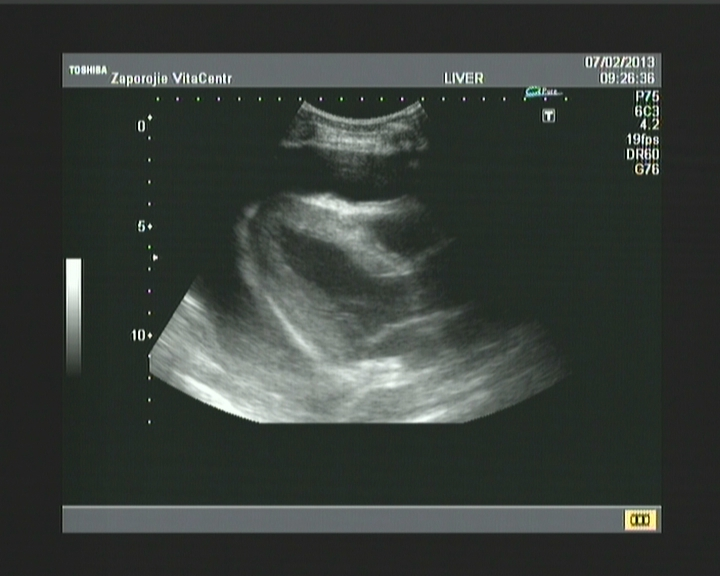 TOSHIBA Zaporojie VitaCentr LIVER 07/02/2013
09:26:36
Pure
T
P75
6C3
4.2
19fps
DR60
G76
0
5
10